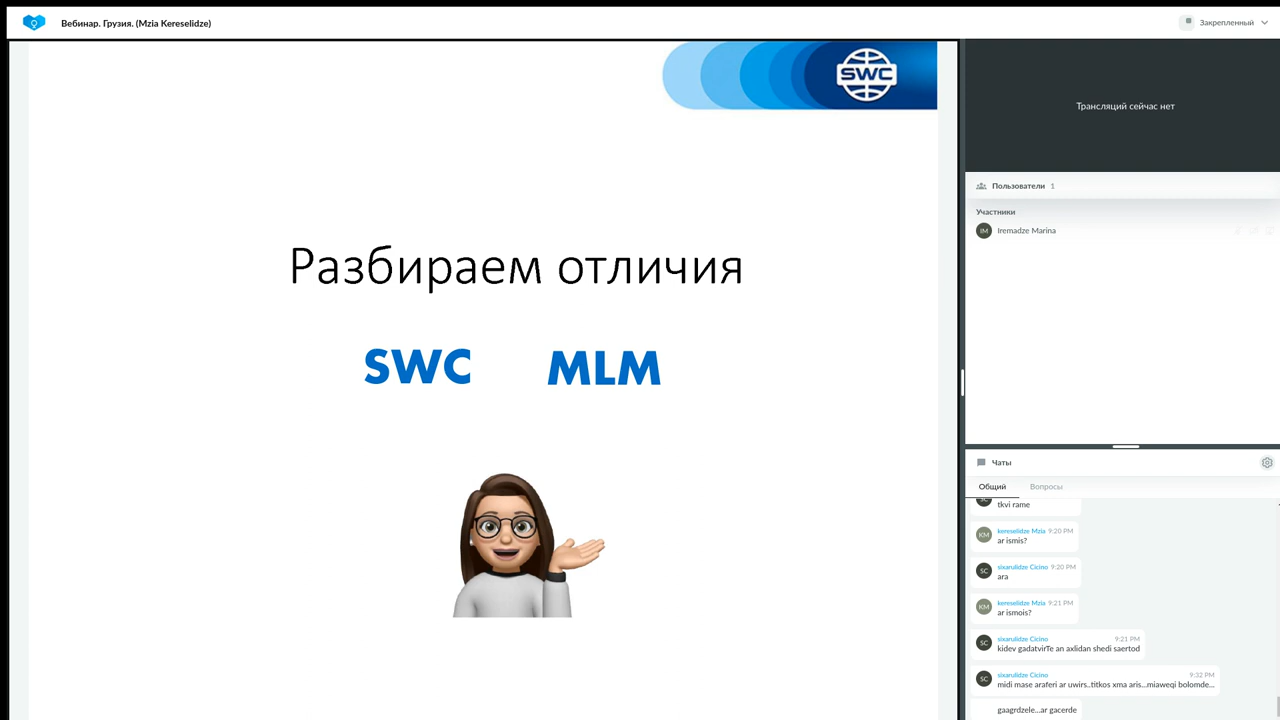 Вебинар. Грузия. (Mzia Kereselidze)
Закрепленный
SWC
Разбираем отличия
SWC MLM
Трансляций сейчас нет
Пользователи 1
Участники
IM Iremadze Marina
Чаты
Общий Вопросы
SC
tkvi rame
KM kereselidze Mzia 9:20 PM
ar ismis?
SC sixarulidze Cicino 9:20 PM
ara
KM kereselidze Mzia 9:21 PM
ar ismois?
SC sixarulidze Cicino 9:21 PM
kidev gadatvirTe an axlidan shedi saertod
SC sixarulidze Cicino 9:32 PM
midi mase araferi ar uwirs..titkos xma aris...miaweqi bolomde...
gaagrdzele...ar gacerde